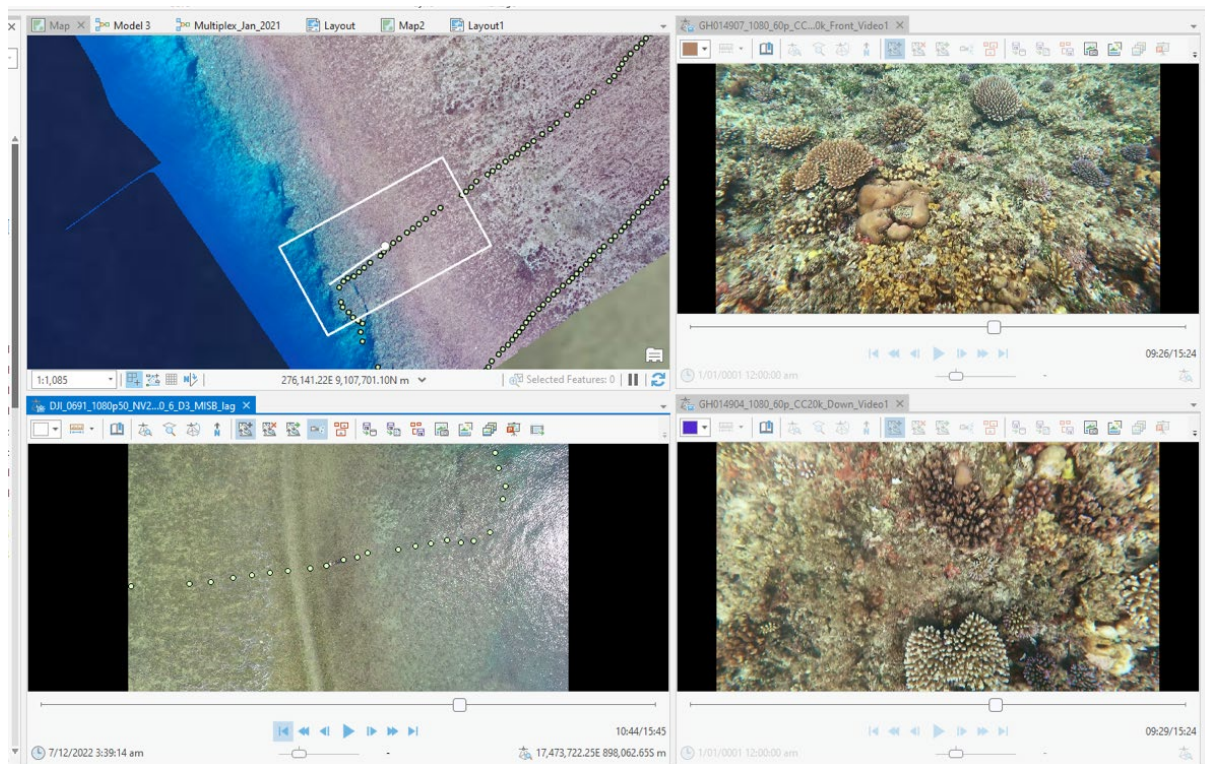 Map
Model 3
Multiplex_Jan_2021
Layout
Map2
Layout1
1:1,085
276,141.22E 9,107,701.10N m
Selected Features: 0
GH014907_1080_60p_CC...0k_Front_Video1
09:26/15:24
1/01/0001 12:00:00 am
-
DJI_0691_1080p50_NV2...0_6_D3_MISB_lag
10:44/15:45
7/12/2022 3:39:14 am
-
17,473,722.25E 898,062.65S m
GH014904_1080_60p_CC20k_Down_Video1
09:29/15:24
1/01/0001 12:00:00 am
-